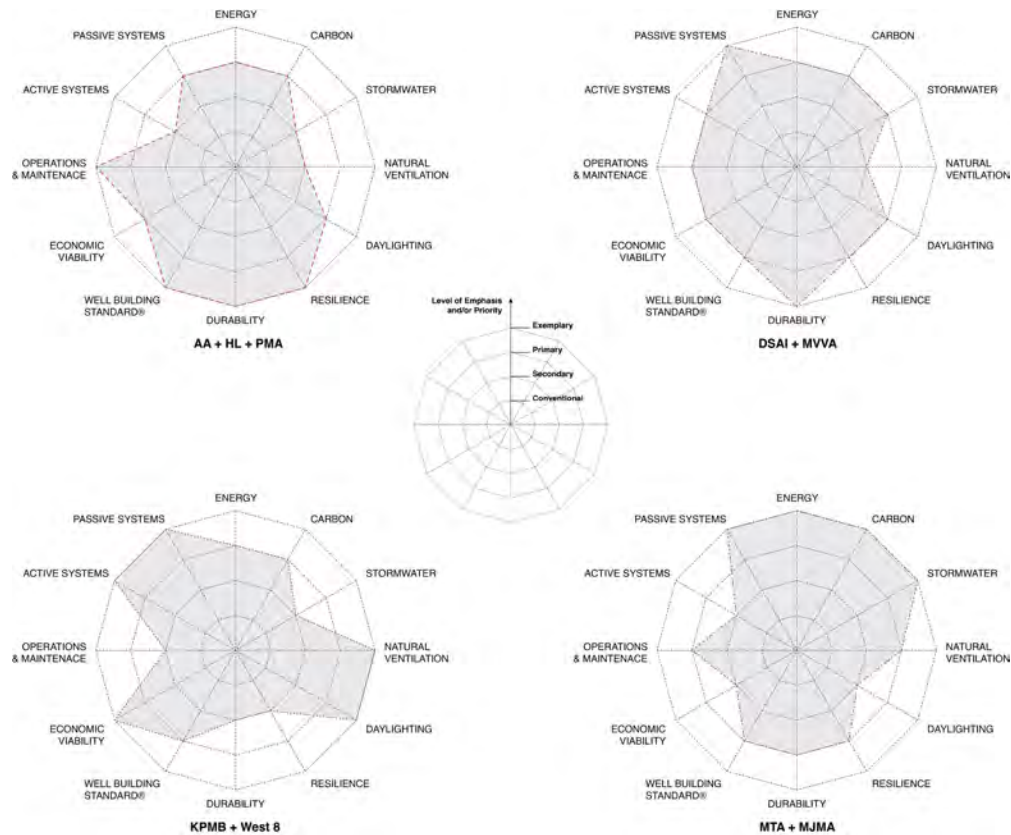 ENERGY
PASSIVE SYSTEMS
CARBON
ACTIVE SYSTEMS
STORMWATER
OPERATIONS
& MAINTENACE
NATURAL
VENTILATION
ECONOMIC
VIABILITY
DAYLIGHTING
WELL BUILDING
STANDARD®
RESILIENCE
DURABILITY
AA + HL + PMA
ENERGY
PASSIVE SYSTEMS
CARBON
ACTIVE SYSTEMS
STORMWATER
OPERATIONS
& MAINTENACE
NATURAL
VENTILATION
ECONOMIC
VIABILITY
DAYLIGHTING
WELL BUILDING
STANDARD®
RESILIENCE
DURABILITY
DSAI + MVVA
Level of Emphasis
and/or Priority
Exemplary
Primary
Secondary
Conventional
ENERGY
PASSIVE SYSTEMS
CARBON
ACTIVE SYSTEMS
STORMWATER
OPERATIONS
& MAINTENACE
NATURAL
VENTILATION
ECONOMIC
VIABILITY
DAYLIGHTING
WELL BUILDING
STANDARD®
RESILIENCE
DURABILITY
KPMB + West 8
ENERGY
PASSIVE SYSTEMS
CARBON
ACTIVE SYSTEMS
STORMWATER
OPERATIONS
& MAINTENACE
NATURAL
VENTILATION
ECONOMIC
VIABILITY
DAYLIGHTING
WELL BUILDING
STANDARD®
RESILIENCE
DURABILITY
MTA + MJMA